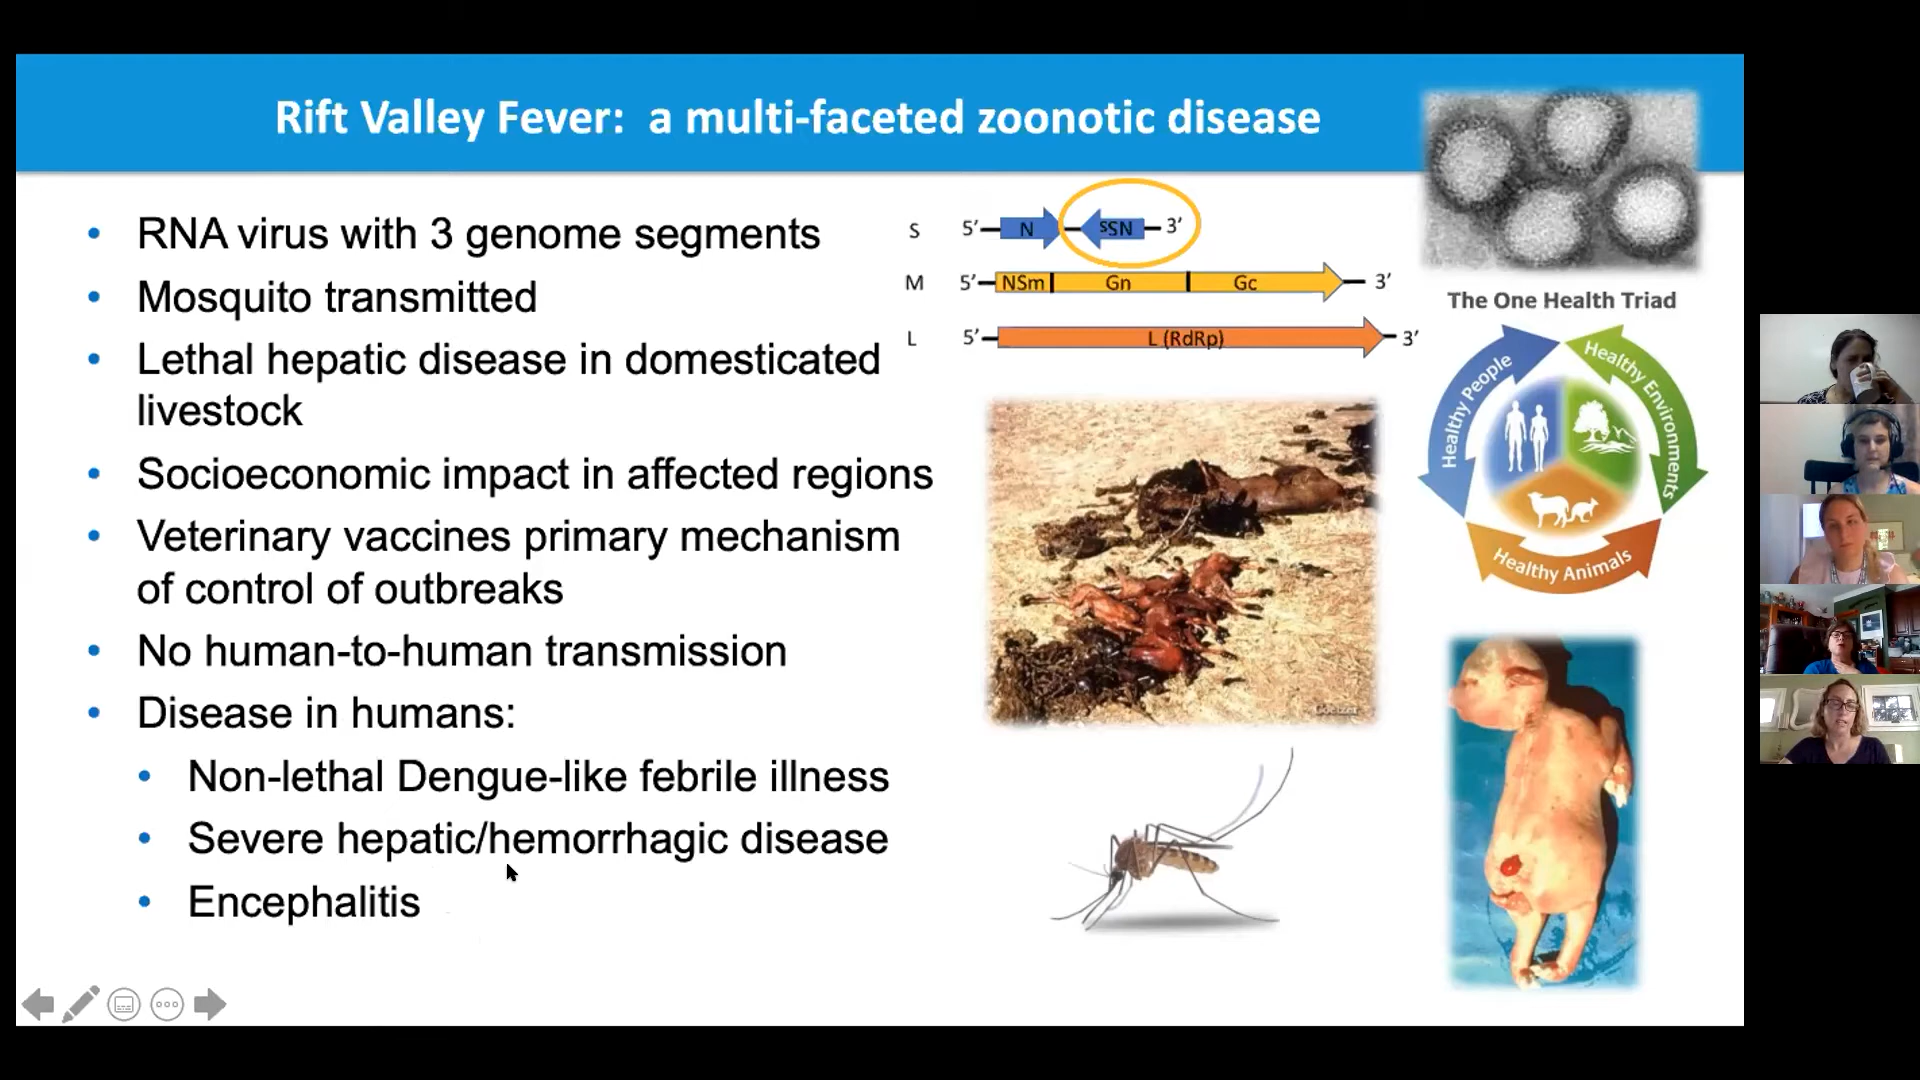 Rift Valley Fever: a multi-faceted zoonotic disease
• RNA virus with 3 genome segments
• Mosquito transmitted
• Lethal hepatic disease in domesticated
livestock
• Socioeconomic impact in affected regions
• Veterinary vaccines primary mechanism
of control of outbreaks
• No human-to-human transmission
• Disease in humans:
• Non-lethal Dengue-like febrile illness
• Severe hepatic/hemorrhagic disease
• Encephalitis
S 5’ N NSs 3’
M 5’ NSm Gn Gc 3’
L 5’ L (RdRp) 3’
The One Health Triad
Healthy People
Healthy Environments
Healthy Animals